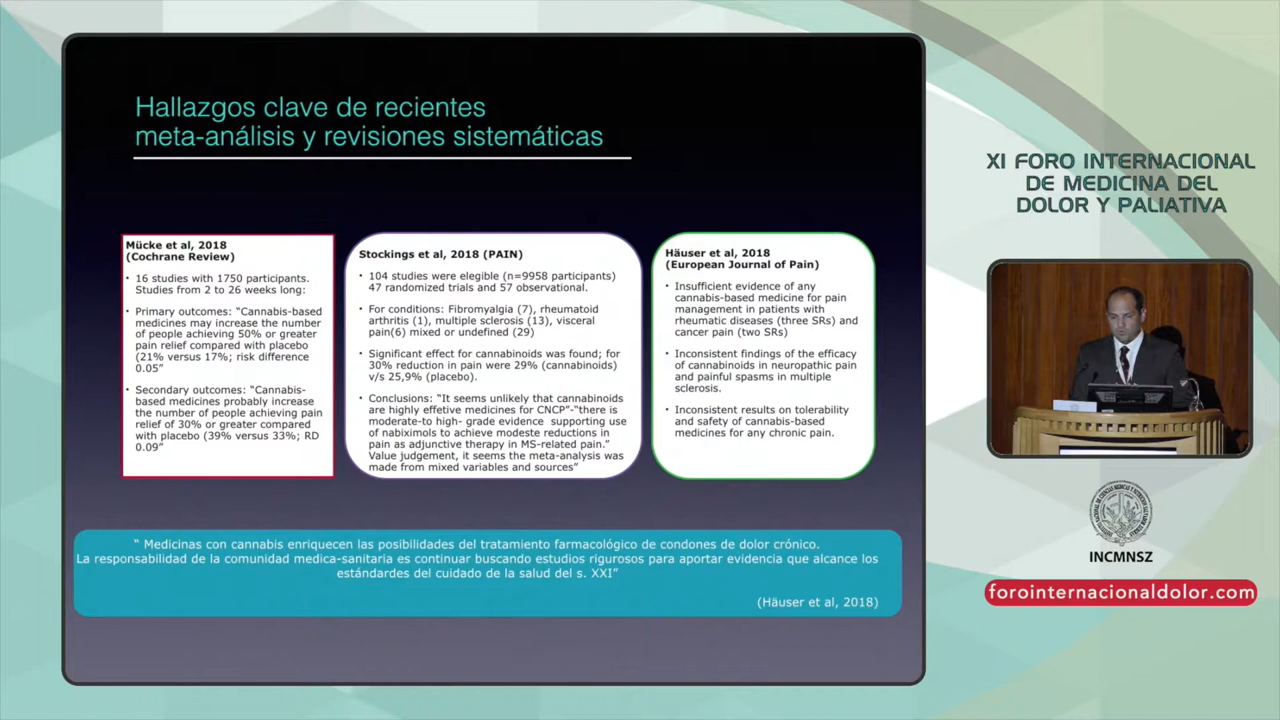 Hallazgos clave de recientes
meta-análisis y revisiones sistemáticas
Mücke et al, 2018
(Cochrane Review)
• 16 studies with 1750 participants.
Studies from 2 to 26 weeks long:
• Primary outcomes: “Cannabis-based
medicines may increase the number
of people achieving 50% or greater
pain relief compared with placebo
(21% versus 17%; risk difference
0.05”
• Secondary outcomes: “Cannabis-
based medicines probably increase
the number of people achieving pain
relief of 30% or greater compared
with placebo (39% versus 33%; RD
0.09”
Stockings et al, 2018 (PAIN)
• 104 studies were elegible (n=9958 participants)
47 randomized trials and 57 observational.
• For conditions: Fibromyalgia (7), rheumatoid
arthritis (1), multiple sclerosis (13), visceral
pain(6) mixed or undefined (29)
• Significant effect for cannabinoids was found; for
30% reduction in pain were 29% (cannabinoids)
v/s 25,9% (placebo).
• Conclusions: “It seems unlikely that cannabinoids
are highly effetive medicines for CNCP”-“there is
moderate-to high- grade evidence supporting use
of nabiximols to achieve modeste reductions in
pain as adjunctive therapy in MS-related pain.”
Value judgement, it seems the meta-analysis was
made from mixed variables and sources”
Häuser et al, 2018
(European Journal of Pain)
• Insufficient evidence of any
cannabis-based medicine for pain
management in patients with
rheumatic diseases (three SRs) and
cancer pain (two SRs)
• Inconsistent findings of the efficacy
of cannabinoids in neuropathic pain
and painful spasms in multiple
sclerosis.
• Inconsistent results on tolerability
and safety of cannabis-based
medicines for any chronic pain.
“ Medicinas con cannabis enriquecen las posibilidades del tratamiento farmacológico de condones de dolor crónico.
La responsabilidad de la comunidad medica-sanitaria es continuar buscando estudios rigurosos para aportar evidencia que alcance los
estándares del cuidado de la salud del s. XXI”
(Häuser et al, 2018)
XI FORO INTERNACIONAL
DE MEDICINA DEL
DOLOR Y PALIATIVA
INCMNSZ
forointernacionaldolor.com